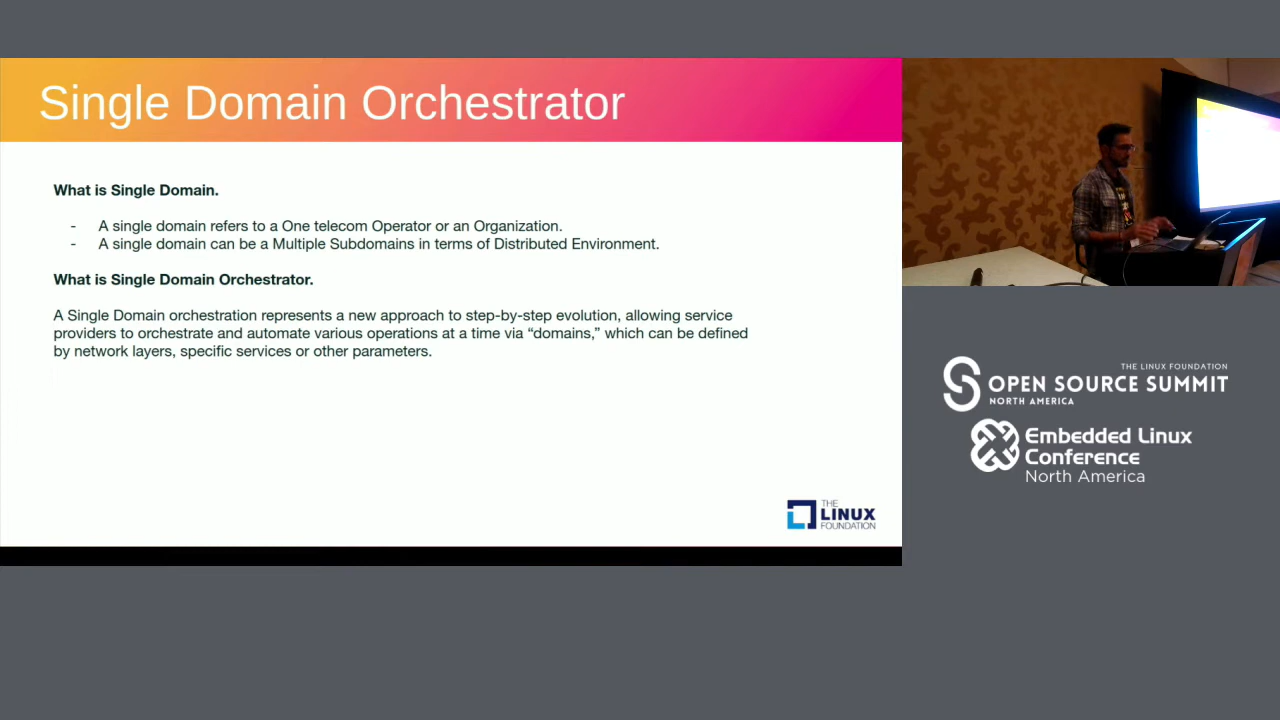 Single Domain Orchestrator
What is Single Domain.
- A single domain refers to a One telecom Operator or an Organization.
- A single domain can be a Multiple Subdomains in terms of Distributed Environment.
What is Single Domain Orchestrator.
A Single Domain orchestration represents a new approach to step-by-step evolution, allowing service
providers to orchestrate and automate various operations at a time via “domains,” which can be defined
by network layers, specific services or other parameters.
THE
LINUX
FOUNDATION
THE LINUX FOUNDATION
OPEN SOURCE SUMMIT
NORTH AMERICA
Embedded Linux
Conference
North America